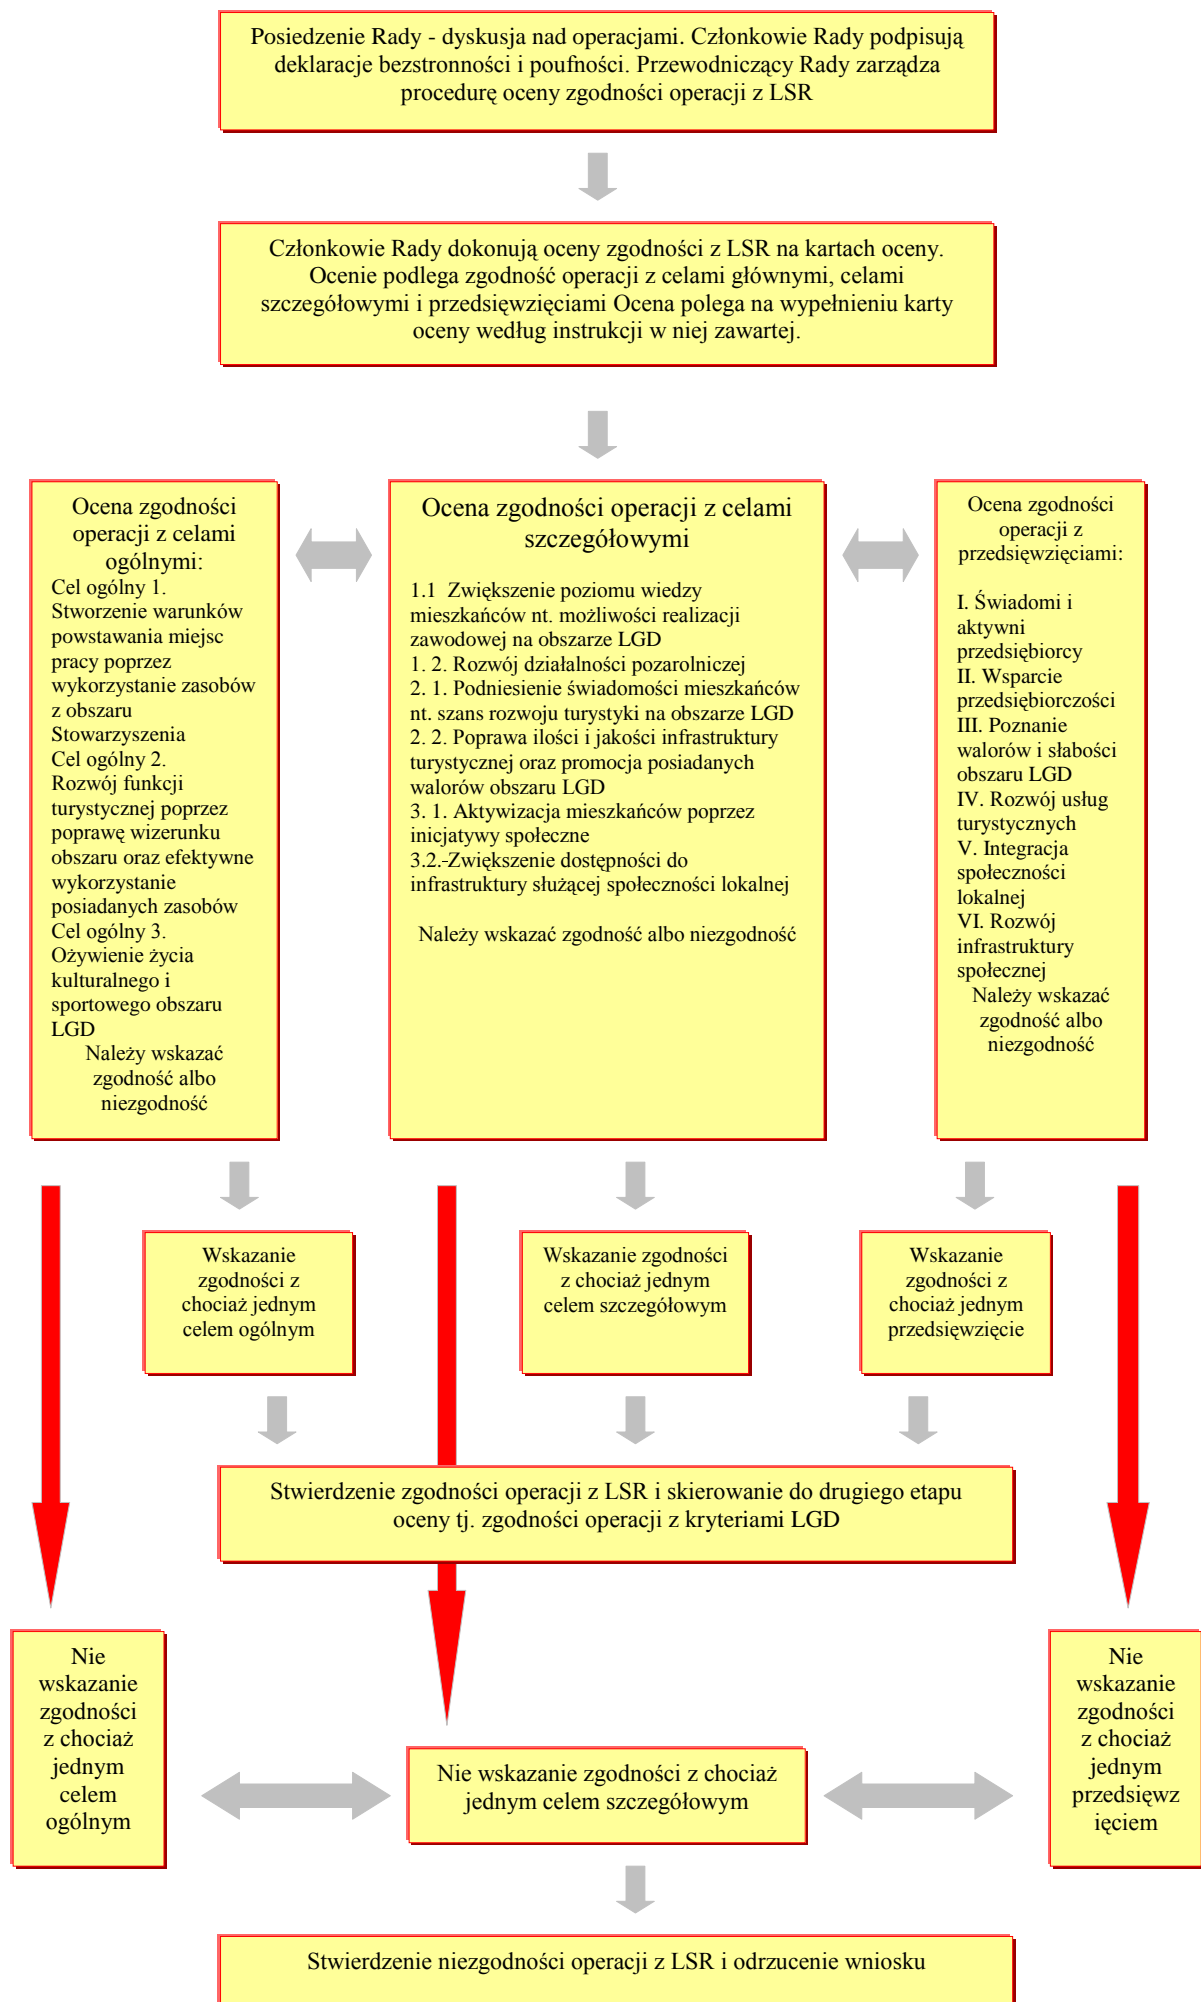 Posiedzenie Rady - dyskusja nad operacjami. Członkowie Rady podpisują
deklaracje bezstronności i poufności. Przewodniczący Rady zarządza
procedurę oceny zgodności operacji z LSR
Członkowie Rady dokonują oceny zgodności z LSR na kartach oceny.
Ocenie podlega zgodność operacji z celami głównymi, celami
szczegółowymi i przedsięwzięciami Ocena polega na wypełnieniu karty
oceny według instrukcji w niej zawartej.
Ocena zgodności
operacji z celami
ogólnymi:
Cel ogólny 1.
Stworzenie warunków
powstawania miejsc
pracy poprzez
wykorzystanie zasobów
z obszaru
Stowarzyszenia
Cel ogólny 2.
Rozwój funkcji
turystycznej poprzez
poprawę wizerunku
obszaru oraz efektywne
wykorzystanie
posiadanych zasobów
Cel ogólny 3.
Ożywienie życia
kulturalnego i
sportowego obszaru
LGD
Należy wskazać
zgodność albo
niezgodność
Ocena zgodności operacji z celami
szczegółowymi
1.1  Zwiększenie poziomu wiedzy
mieszkańców nt. możliwości realizacji
zawodowej na obszarze LGD
1. 2. Rozwój działalności pozarolniczej
2. 1. Podniesienie świadomości mieszkańców
nt. szans rozwoju turystyki na obszarze LGD
2. 2. Poprawa ilości i jakości infrastruktury
turystycznej oraz promocja posiadanych
walorów obszaru LGD
3. 1. Aktywizacja mieszkańców poprzez
inicjatywy społeczne
3.2.-Zwiększenie dostępności do
infrastruktury służącej społeczności lokalnej
Należy wskazać zgodność albo niezgodność
Ocena zgodności
operacji z
przedsięwzięciami:
I. Świadomi i
aktywni
przedsiębiorcy
II. Wsparcie
przedsiębiorczości
III. Poznanie
walorów i słabości
obszaru LGD
IV. Rozwój usług
turystycznych
V. Integracja
społeczności
lokalnej
VI. Rozwój
infrastruktury
społecznej
Należy wskazać
zgodność albo
niezgodność
Wskazanie
zgodności z
chociaż jednym
celem ogólnym
Wskazanie zgodności
z chociaż jednym
celem szczegółowym
Wskazanie
zgodności z
chociaż jednym
przedsięwzięcie
Stwierdzenie zgodności operacji z LSR i skierowanie do drugiego etapu
oceny tj. zgodności operacji z kryteriami LGD
Nie
wskazanie
zgodności
z chociaż
jednym
celem
ogólnym
Nie wskazanie zgodności z chociaż
jednym celem szczegółowym
Nie
wskazanie
zgodności
z chociaż
jednym
przedsięwz
ięciem
Stwierdzenie niezgodności operacji z LSR i odrzucenie wniosku